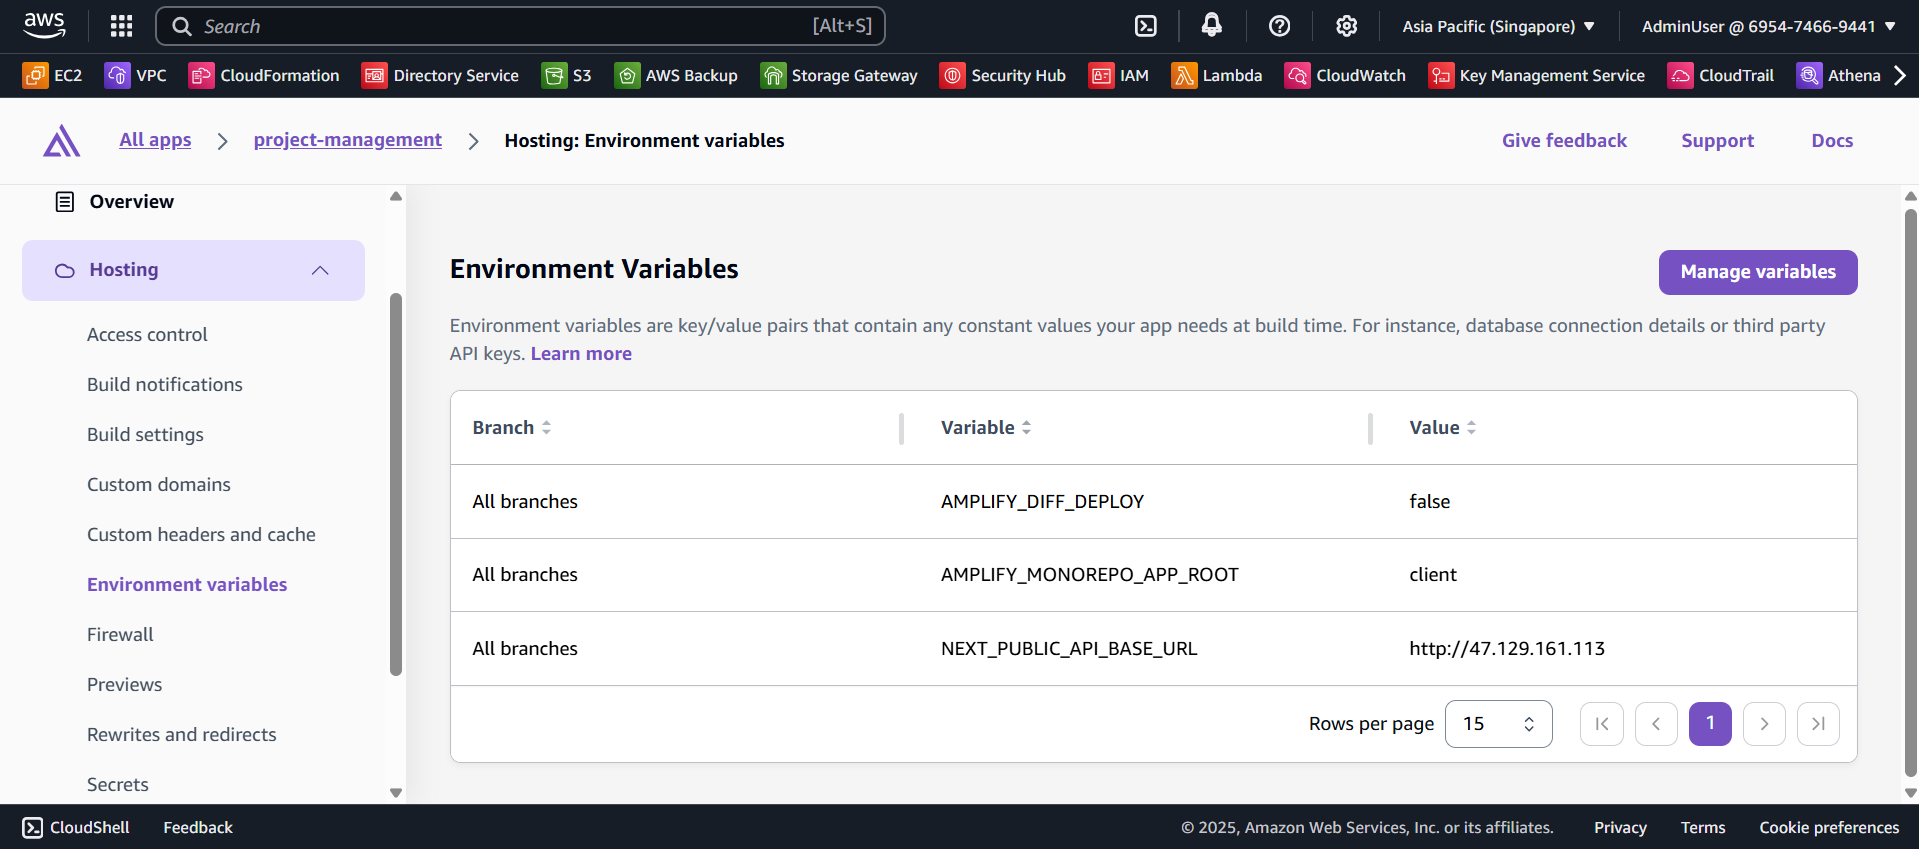 aws
Search [Alt+S]
Asia Pacific (Singapore)
AdminUser @ 6954-7466-9441
EC2
VPC
CloudFormation
Directory Service
S3
AWS Backup
Storage Gateway
Security Hub
IAM
Lambda
CloudWatch
Key Management Service
CloudTrail
Athena
All apps
project-management
Hosting: Environment variables
Give feedback
Support
Docs
Overview
Hosting
Access control
Build notifications
Build settings
Custom domains
Custom headers and cache
Environment variables
Firewall
Previews
Rewrites and redirects
Secrets
Environment Variables
Manage variables
Environment variables are key/value pairs that contain any constant values your app needs at build time. For instance, database connection details or third party
API keys. Learn more
Branch Variable Value
All branches AMPLIFY_DIFF_DEPLOY false
All branches AMPLIFY_MONOREPO_APP_ROOT client
All branches NEXT_PUBLIC_API_BASE_URL http://47.129.161.113
Rows per page 15 1
CloudShell
Feedback
© 2025, Amazon Web Services, Inc. or its affiliates.
Privacy
Terms
Cookie preferences